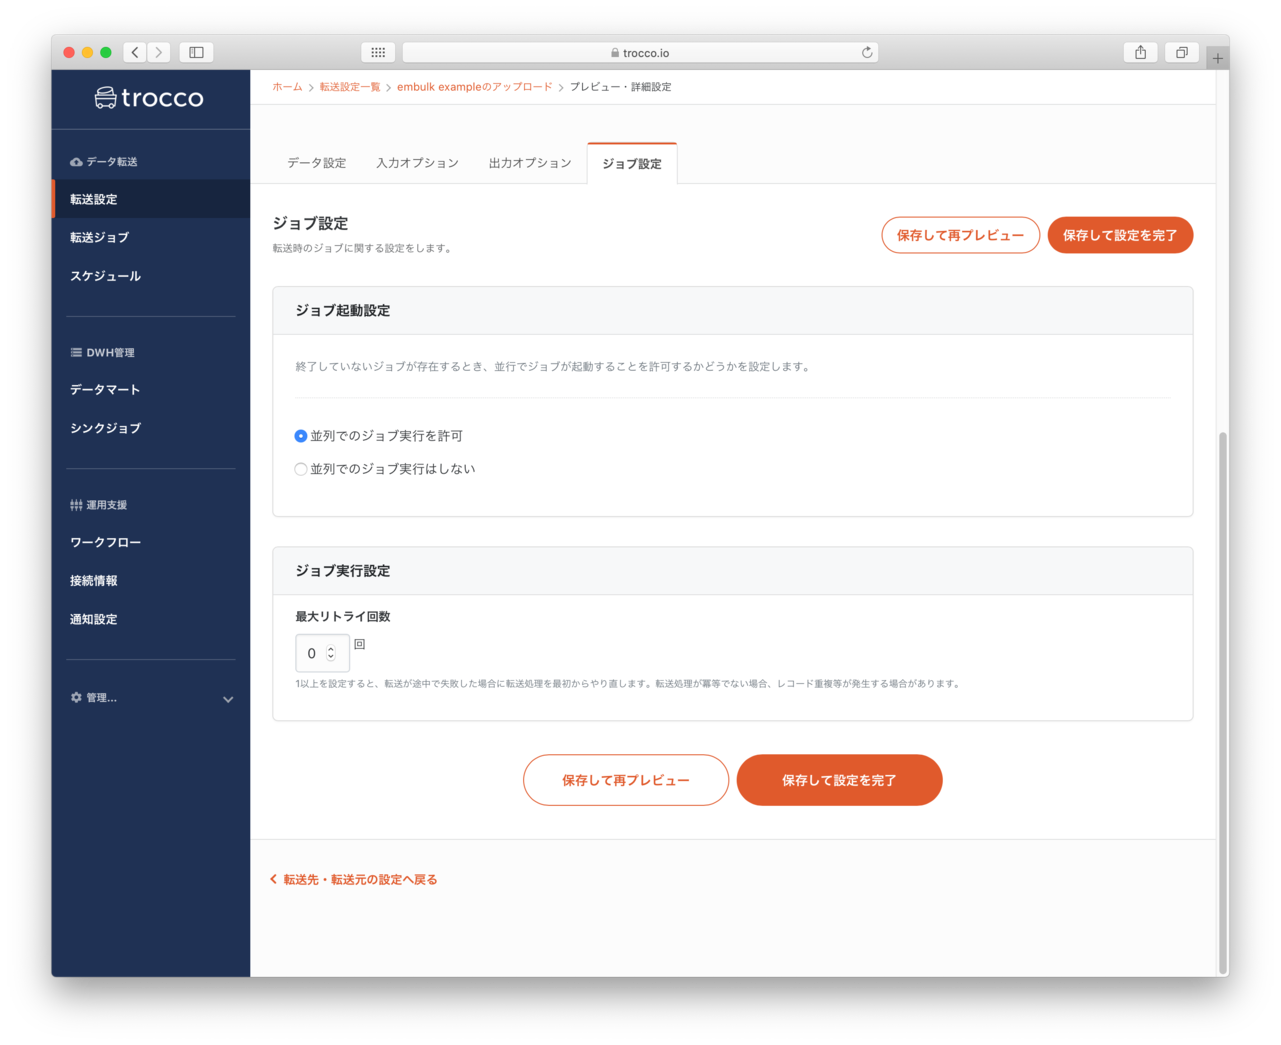 trocco.io
trocco
ホーム > 転送設定一覧 > embulk exampleのアップロード > プレビュー・詳細設定
データ転送
転送設定
転送ジョブ
スケジュール
DWH管理
データマート
シンクジョブ
運用支援
ワークフロー
接続情報
通知設定
管理...
データ設定 入力オプション 出力オプション ジョブ設定
ジョブ設定
転送時のジョブに関する設定をします。
保存して再プレビュー 保存して設定を完了
ジョブ起動設定
終了していないジョブが存在するとき、並行でジョブが起動することを許可するかどうかを設定します。
並列でのジョブ実行を許可
並列でのジョブ実行はしない
ジョブ実行設定
最大リトライ回数
0 回
1以上を設定すると、転送が途中で失敗した場合に転送処理を最初からやり直します。転送処理が冪等でない場合、レコード重複等が発生する場合があります。
保存して再プレビュー 保存して設定を完了
転送先・転送元の設定へ戻る